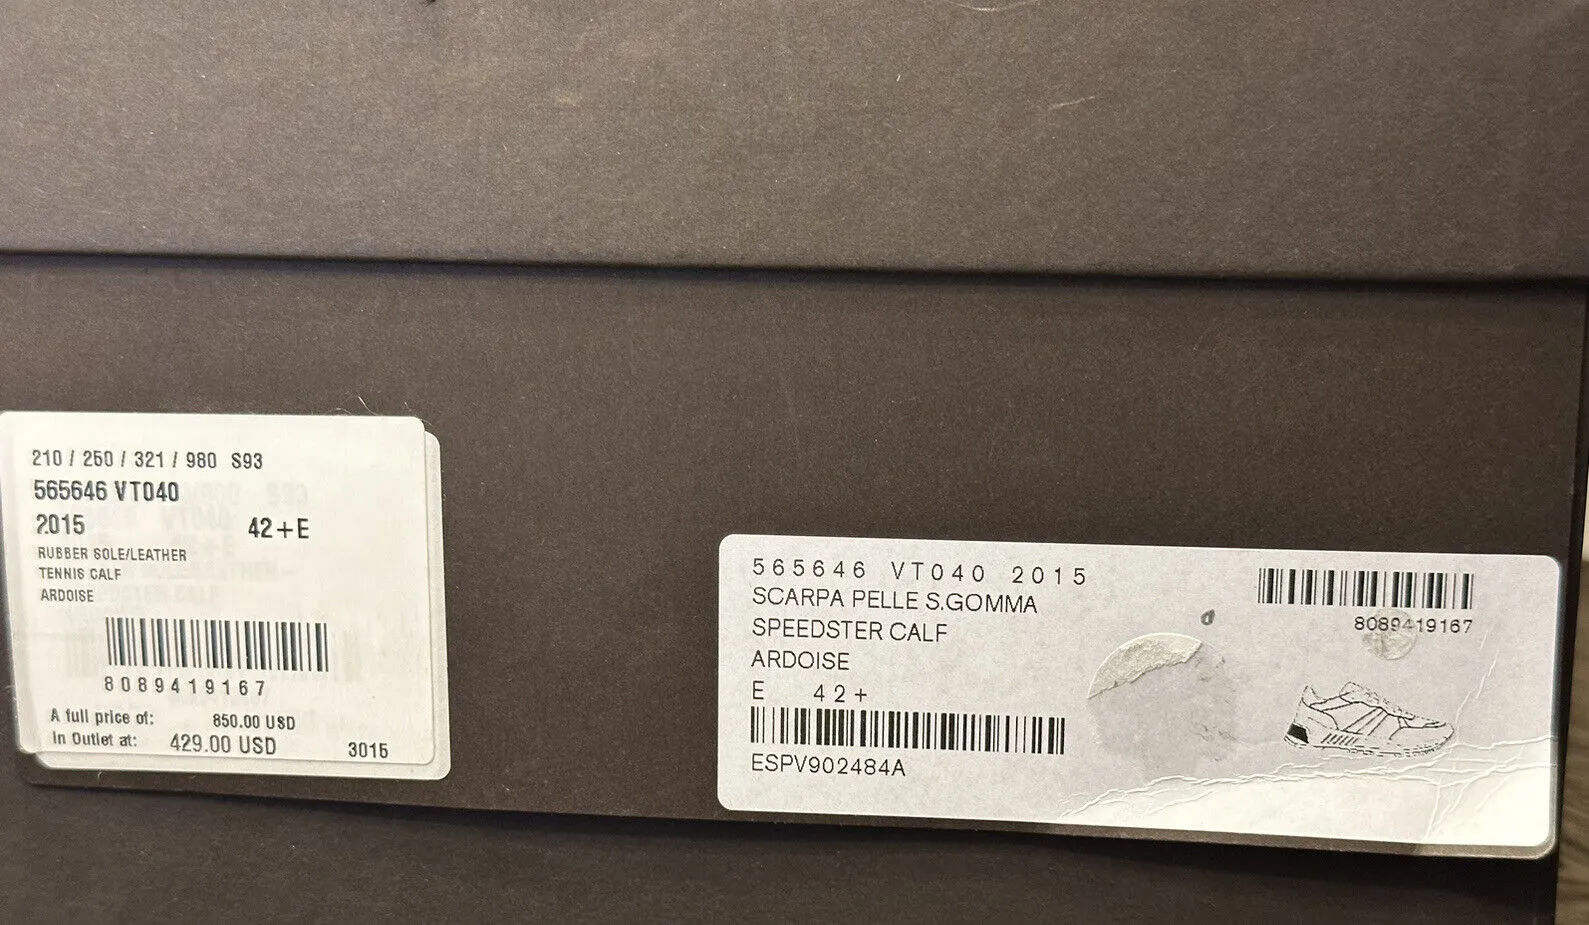 210 / 250 / 321 / 980 S93
565646 VT040
2015 42+E
RUBBER SOLE/LEATHER
TENNIS CALF
ARDOISE
8089419167
A full price of: 850.00 USD
In Outlet at: 429.00 USD 3015
565646 VT040 2015
SCARPA PELLE S.GOMMA
SPEEDSTER CALF
ARDOISE
E 42+
ESPV902484A
8089419167